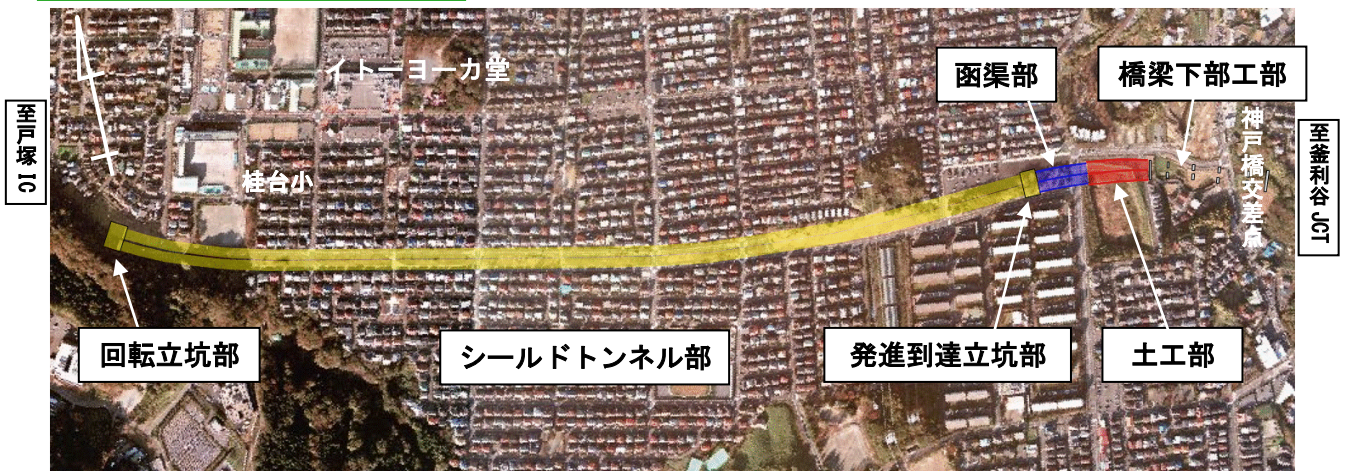 イトーヨーカ堂
函渠部
橋梁下部工部
至戸塚IC
桂台小
神戸橋交差点
至釜利谷JCT
回転立坑部
シールドトンネル部
発進到達立坑部
土工部